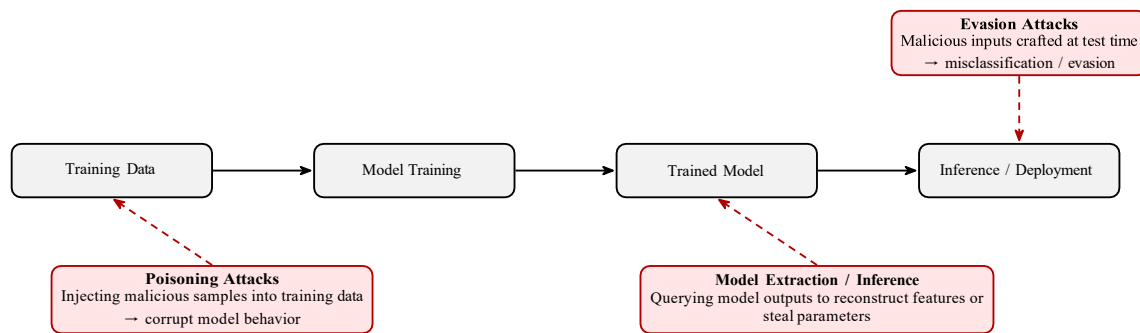 Evasion Attacks
Malicious inputs crafted at test time
→ misclassification / evasion
Training Data
Model Training
Trained Model
Inference / Deployment
Poisoning Attacks
Injecting malicious samples into training data
→ corrupt model behavior
Model Extraction / Inference
Querying model outputs to reconstruct features or
steal parameters